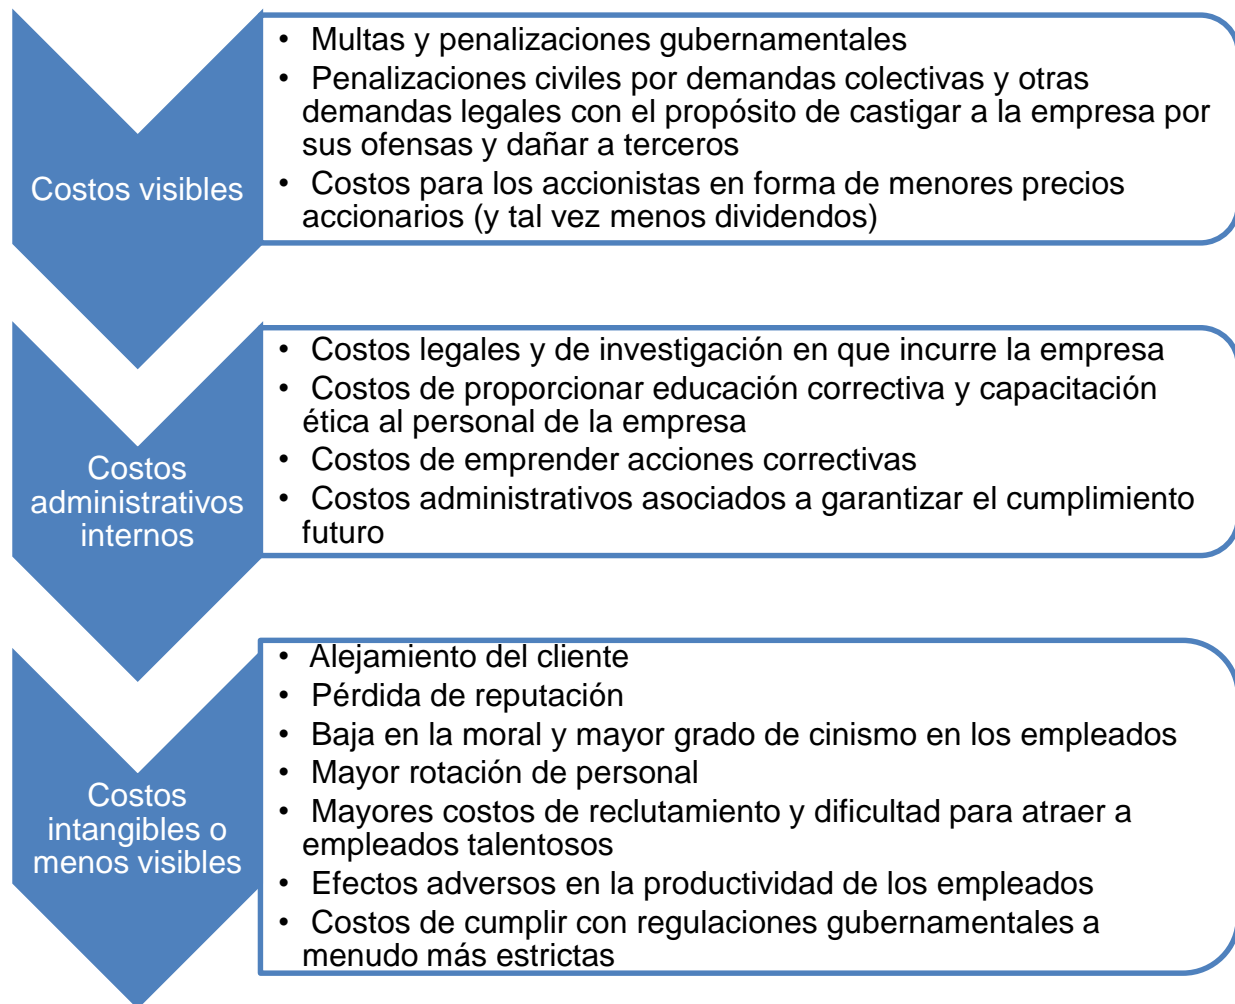 Costos visibles
• Multas y penalizaciones gubernamentales
• Penalizaciones civiles por demandas colectivas y otras
demandas legales con el propósito de castigar a la empresa por
sus ofensas y dañar a terceros
• Costos para los accionistas en forma de menores precios
accionarios (y tal vez menos dividendos)
Costos
administrativos
internos
• Costos legales y de investigación en que incurre la empresa
• Costos de proporcionar educación correctiva y capacitación
ética al personal de la empresa
• Costos de emprender acciones correctivas
• Costos administrativos asociados a garantizar el cumplimiento
futuro
Costos
intangibles o
menos visibles
• Alejamiento del cliente
• Pérdida de reputación
• Baja en la moral y mayor grado de cinismo en los empleados
• Mayor rotación de personal
• Mayores costos de reclutamiento y dificultad para atraer a
empleados talentosos
• Efectos adversos en la productividad de los empleados
• Costos de cumplir con regulaciones gubernamentales a
menudo más estrictas